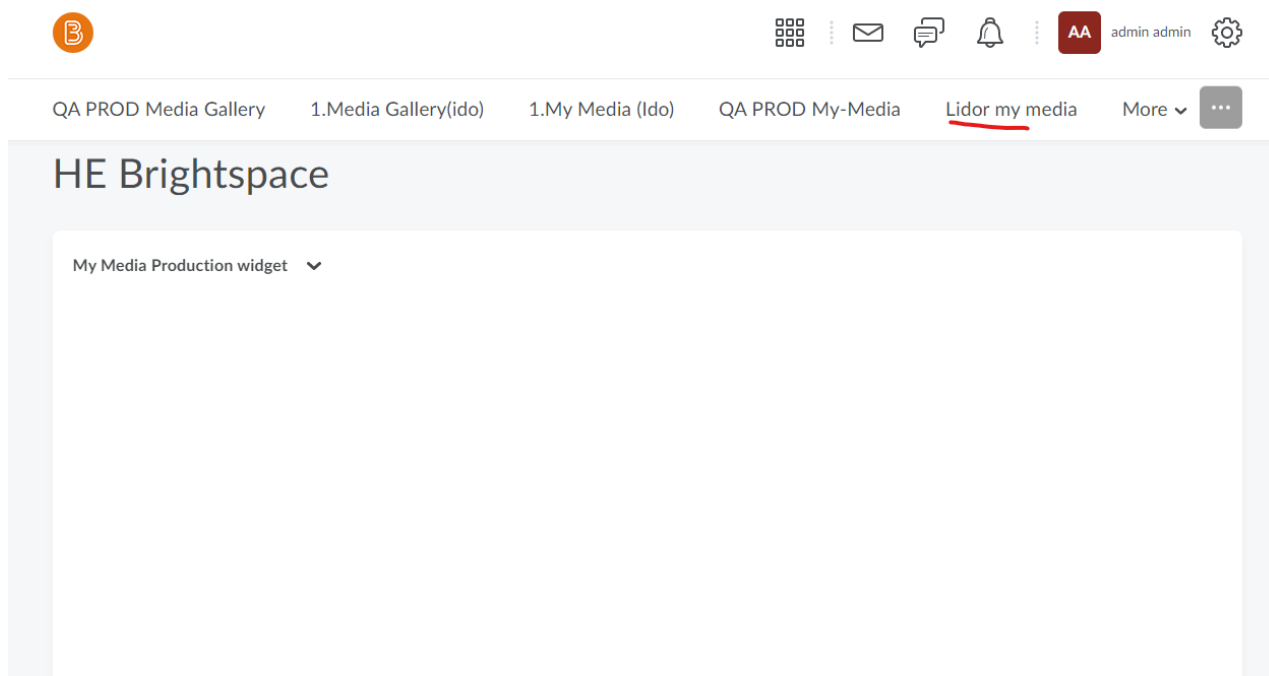 B
AA admin admin
QA PROD Media Gallery 1.Media Gallery(ido) 1.My Media (Ido) QA PROD My-Media Lidor my media More
HE Brightspace
My Media Production widget